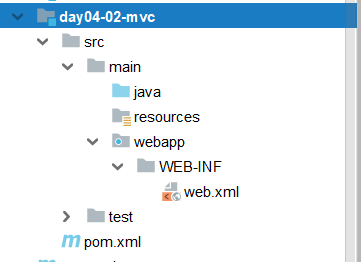 day04-02-mvc
src
main
java
resources
webapp
WEB-INF
web.xml
test
pom.xml